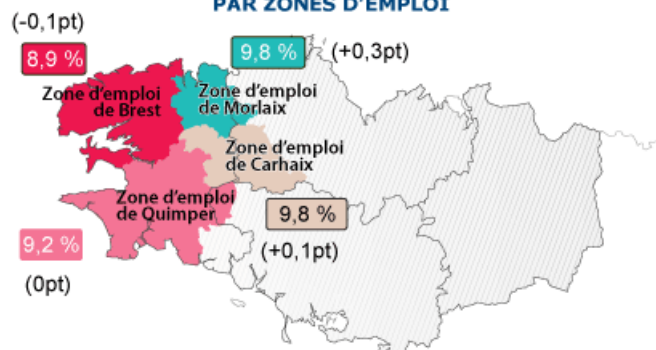 PAR ZONES D'EMPLOI
(-0,1pt)
8,9 %
9,8 %
(+0,3pt)
Zone d'emploi
de Brest
Zone d'emploi
de Morlaix
Zone d'emploi
de Carhaix
Zone d'emploi
de Quimper
9,8 %
(+0,1pt)
9,2 %
(0pt)